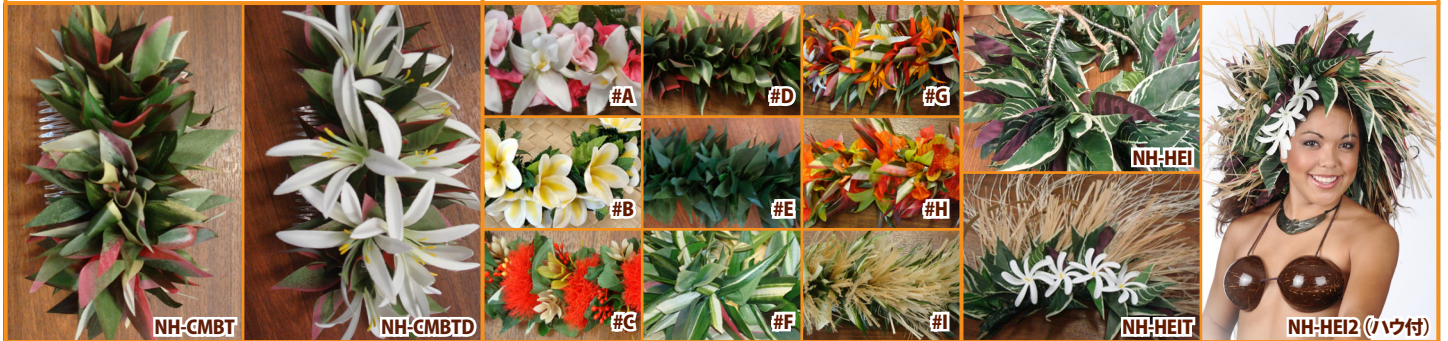 NH-CMBT
NH-CMBTD
#A
#B
#C
#D
#E
#F
#G
#H
#I
NH-HEI
NH-HEIT
NH-HEI2 (ハウ付)